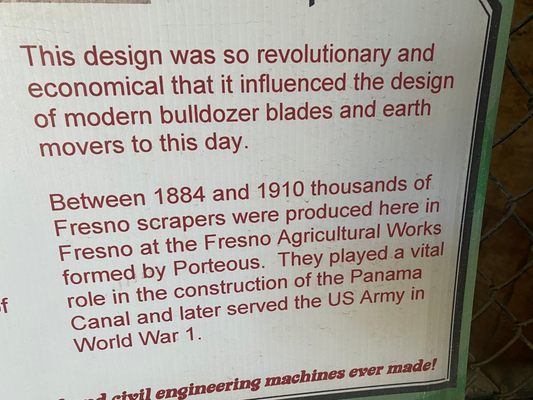 This design was so revolutionary and
economical that it influenced the design
of modern bulldozer blades and earth
movers to this day.
Between 1884 and 1910 thousands of
Fresno scrapers were produced here in
Fresno at the Fresno Agricultural Works
formed by Porteous. They played a vital
role in the construction of the Panama
Canal and later served the US Army in
World War 1.
civil engineering machines ever made!